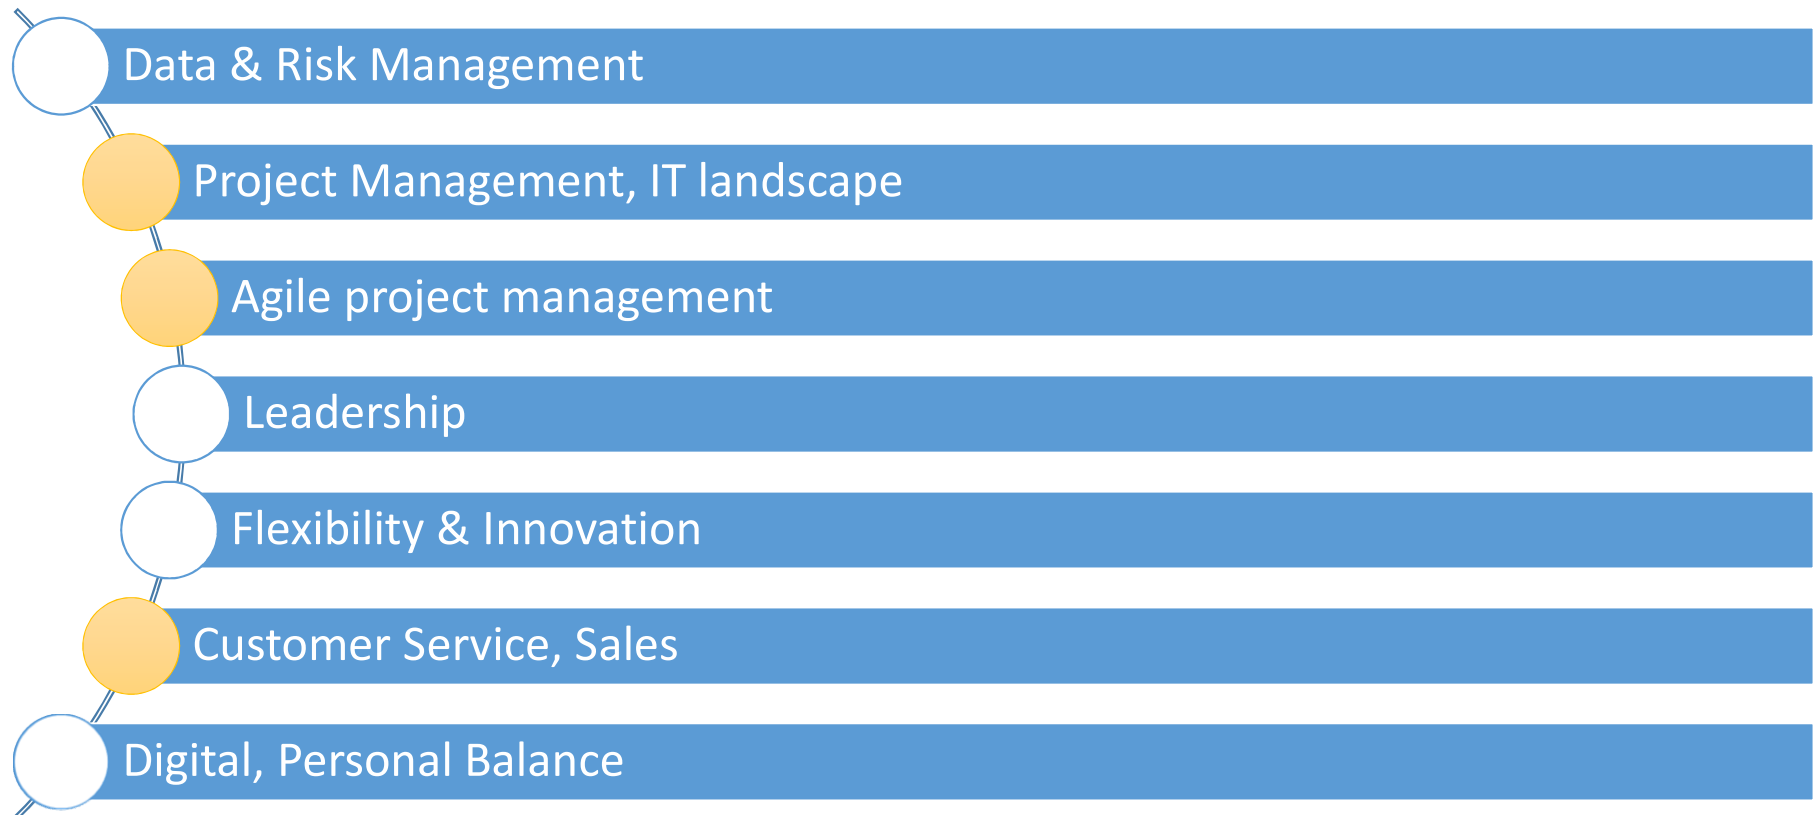 Data & Risk Management
Project Management, IT landscape
Agile project management
Leadership
Flexibility & Innovation
Customer Service, Sales
Digital, Personal Balance